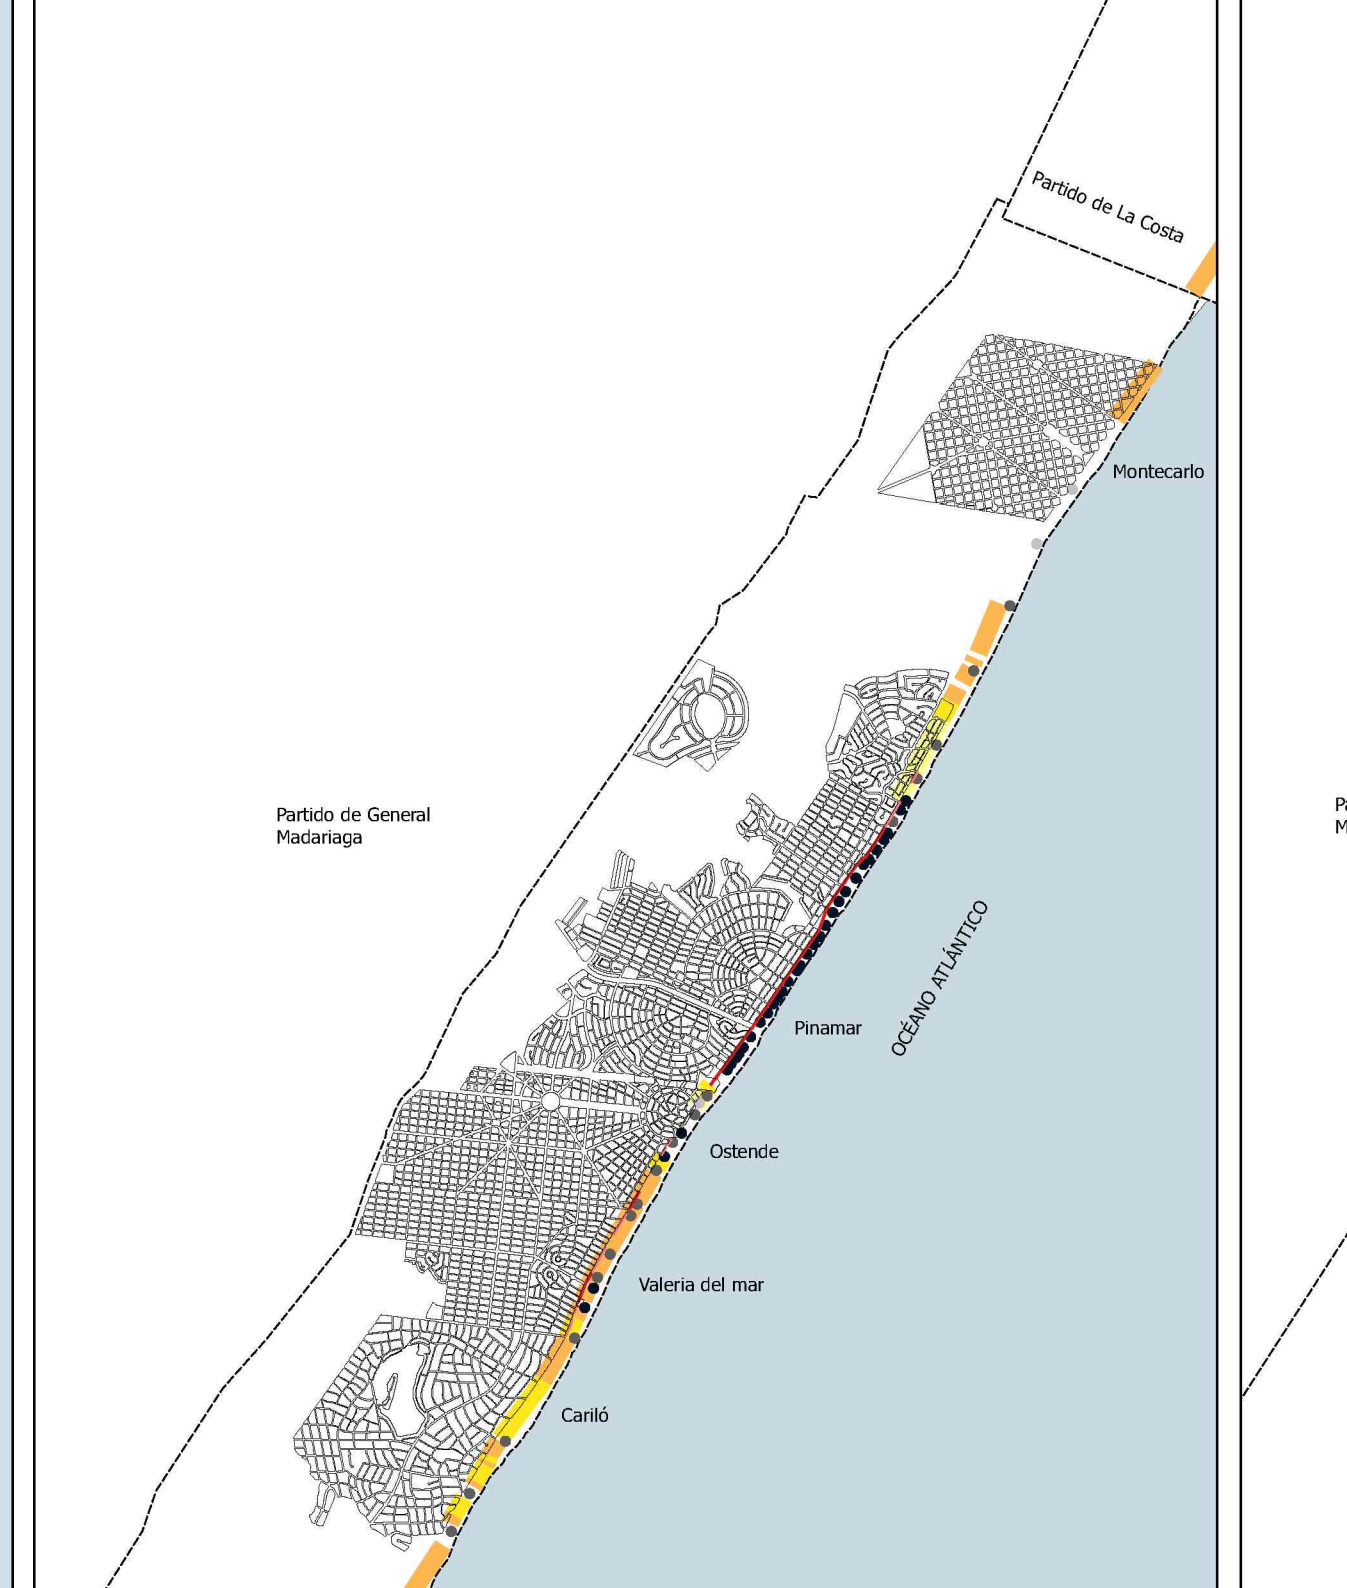 Partido de La Costa
Montecarlo
Partido de General
Madariaga
OCÉANO ATLÁNTICO
Pinamar
Ostende
Valeria del mar
Cariló